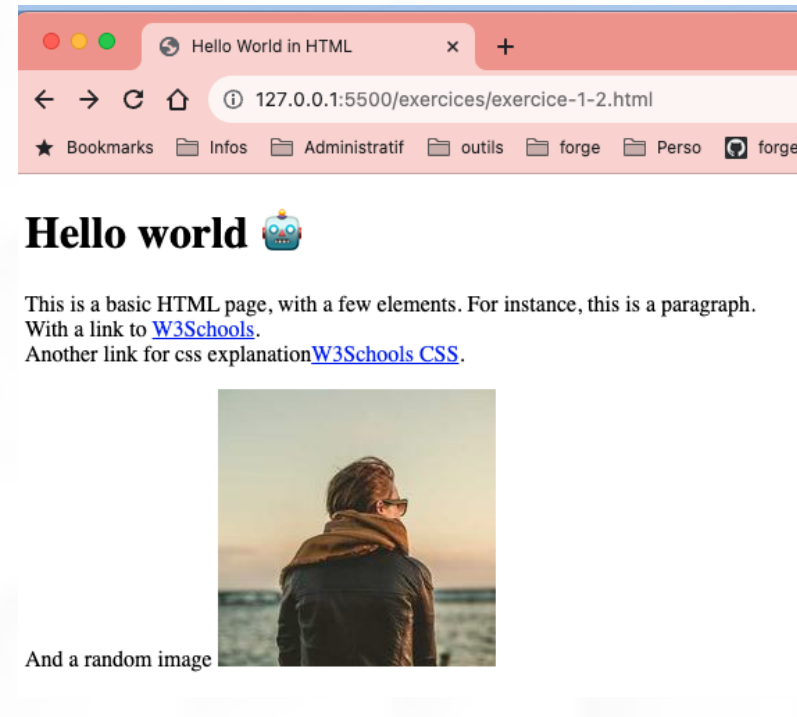 Hello World in HTML
127.0.0.1:5500/exercices/exercice-1-2.html
Bookmarks Infos Administratif outils forge Perso forge
Hello world 🤖
This is a basic HTML page, with a few elements. For instance, this is a paragraph.
With a link to W3Schools.
Another link for css explanationW3Schools CSS.
And a random image